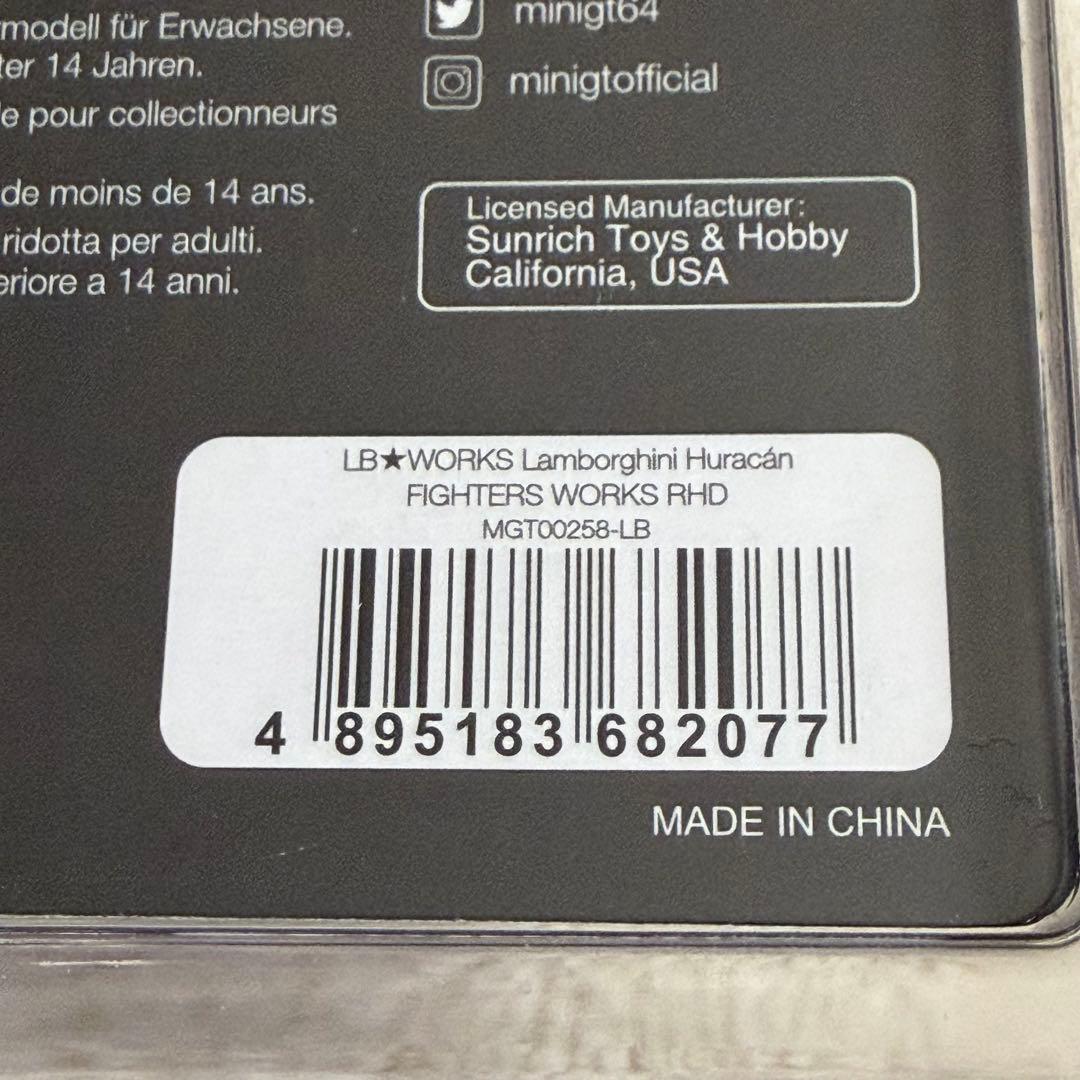 rmodell für Erwachsene.
ter 14 Jahren.
e pour collectionneurs
de moins de 14 ans.
ridotta per adulti.
eriore a 14 anni.
minigt64
minigtofficial
Licensed Manufacturer:
Sunrich Toys & Hobby
California, USA
LB★WORKS Lamborghini Huracán
FIGHTERS WORKS RHD
MGT00258-LB
4 895183 682077
MADE IN CHINA